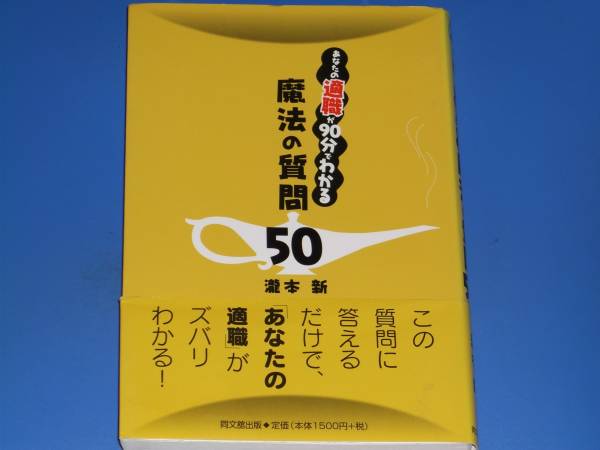 あなたの適職が90分でわかる
魔法の質問
50
瀧本 新
この
質問に
答える
だけで、
「あなたの
適職」が
ズバリ
わかる！
同文舘出版◆定価（本体1500円＋税）